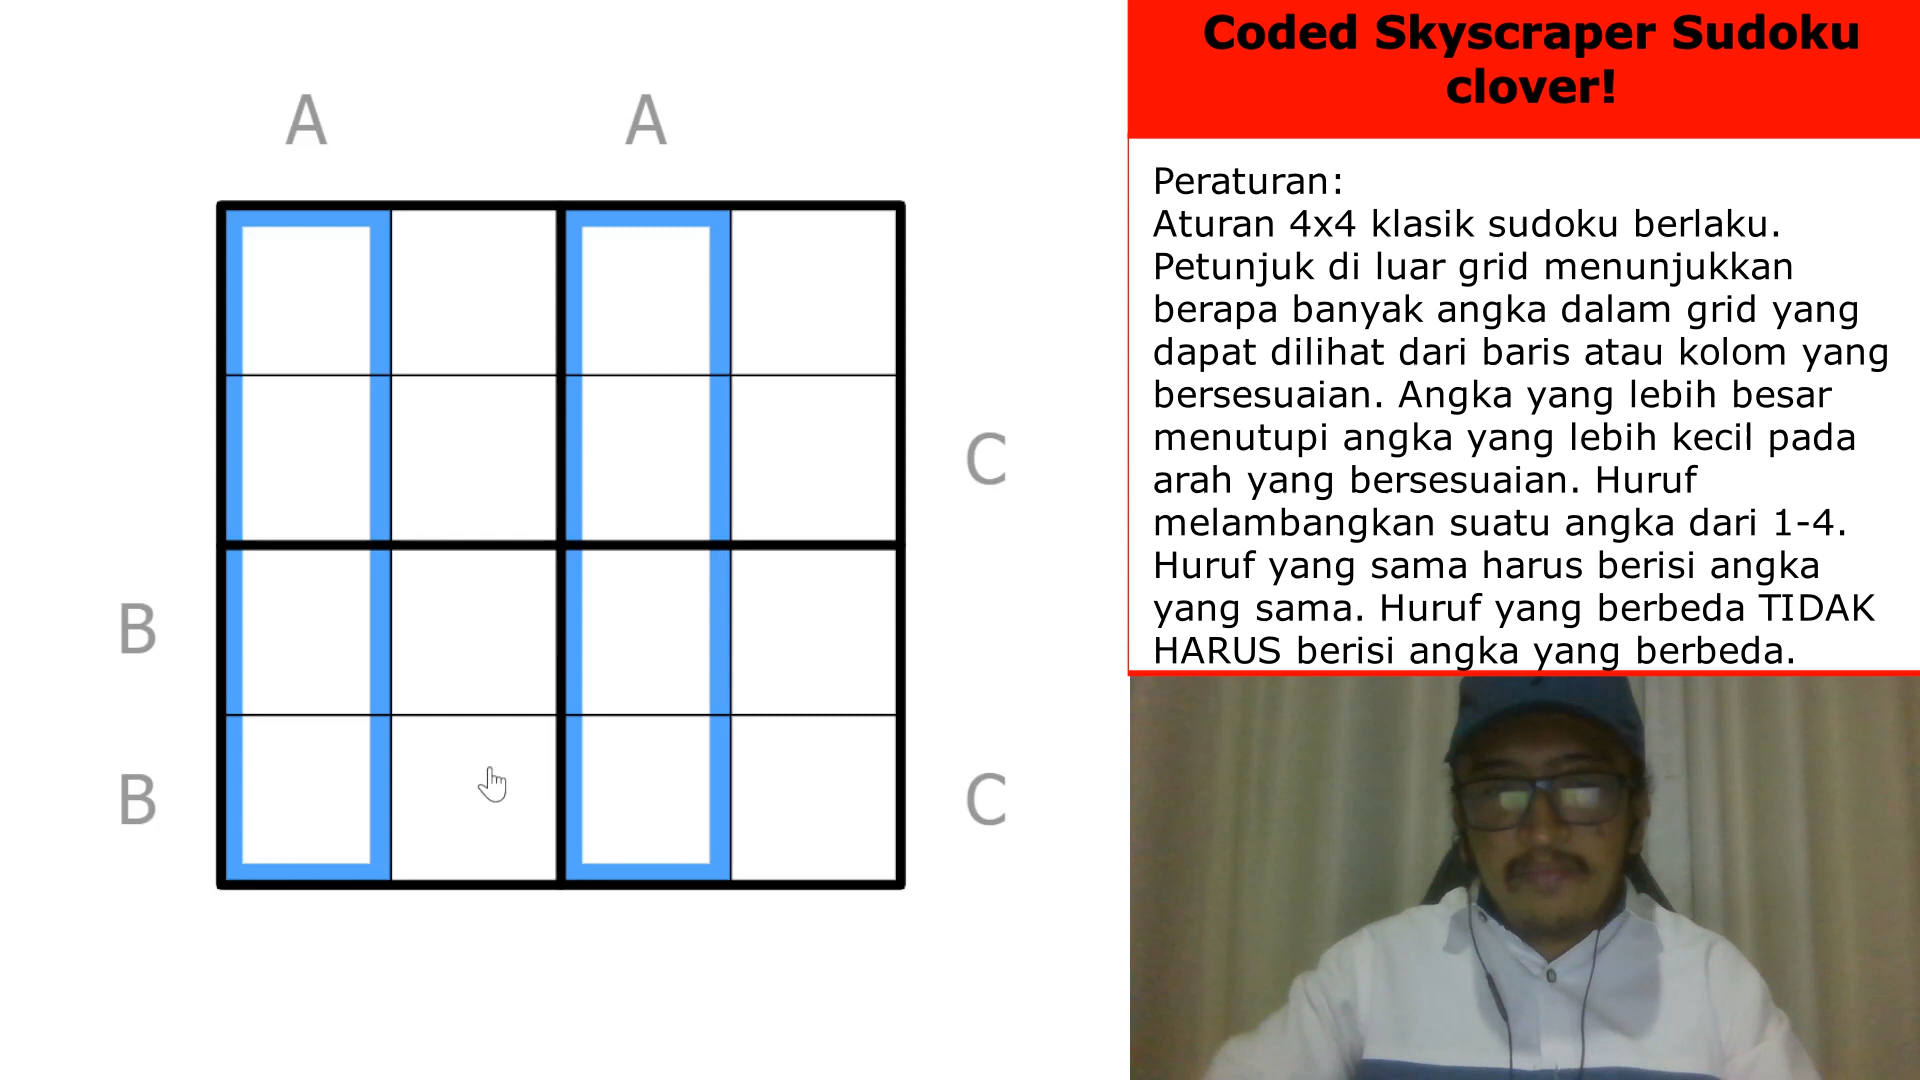 Coded Skyscraper Sudoku
clover!
A A
C
B
B C
Peraturan:
Aturan 4x4 klasik sudoku berlaku.
Petunjuk di luar grid menunjukkan
berapa banyak angka dalam grid yang
dapat dilihat dari baris atau kolom yang
bersesuaian. Angka yang lebih besar
menutupi angka yang lebih kecil pada
arah yang bersesuaian. Huruf
melambangkan suatu angka dari 1-4.
Huruf yang sama harus berisi angka
yang sama. Huruf yang berbeda TIDAK
HARUS berisi angka yang berbeda.